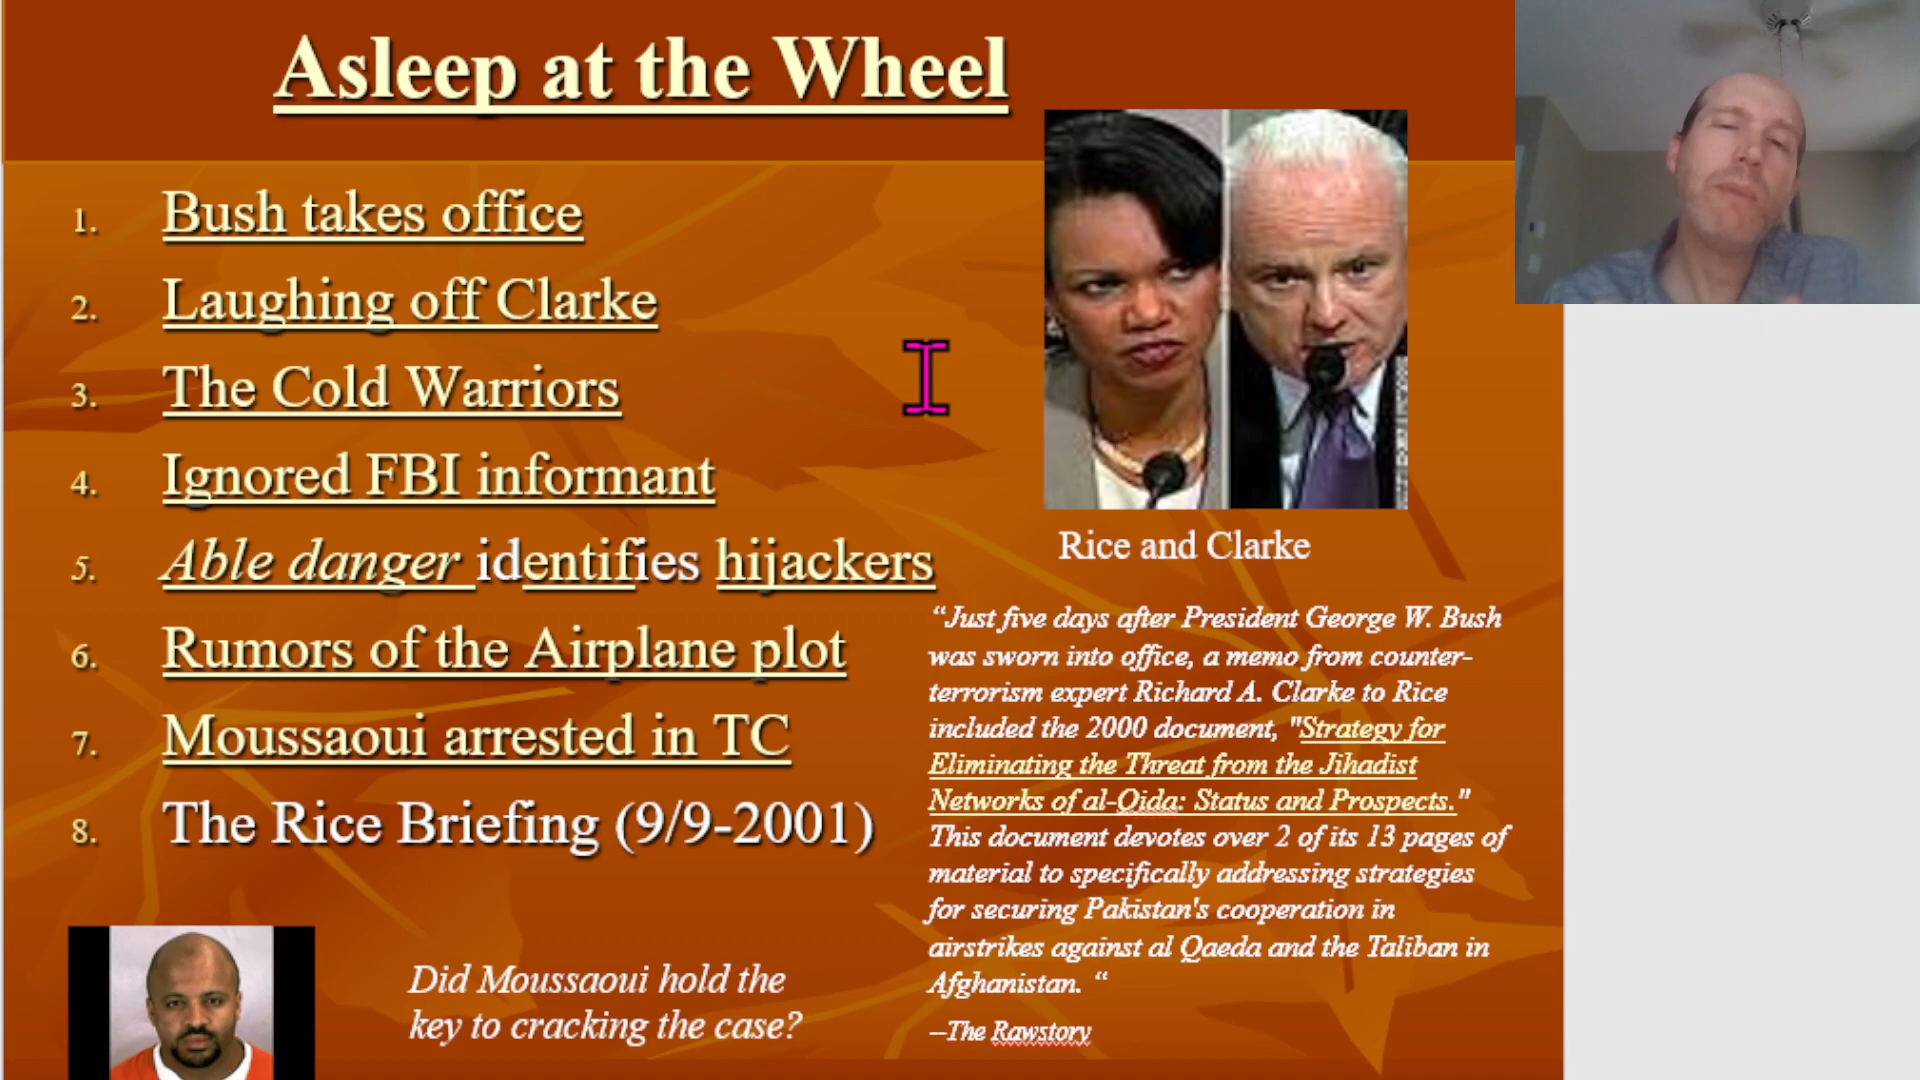 Asleep at the Wheel
1. Bush takes office
2. Laughing off Clarke
3. The Cold Warriors
4. Ignored FBI informant
5. Able danger identifies hijackers
6. Rumors of the Airplane plot
7. Moussaoui arrested in TC
8. The Rice Briefing (9/9-2001)
Did Moussaoui hold the
key to cracking the case?
Rice and Clarke
“Just five days after President George W. Bush
was sworn into office, a memo from counter-
terrorism expert Richard A. Clarke to Rice
included the 2000 document, "Strategy for
Eliminating the Threat from the Jihadist
Networks of al-Qida: Status and Prospects."
This document devotes over 2 of its 13 pages of
material to specifically addressing strategies
for securing Pakistan's cooperation in
airstrikes against al Qaeda and the Taliban in
Afghanistan. “
--The Rawstory